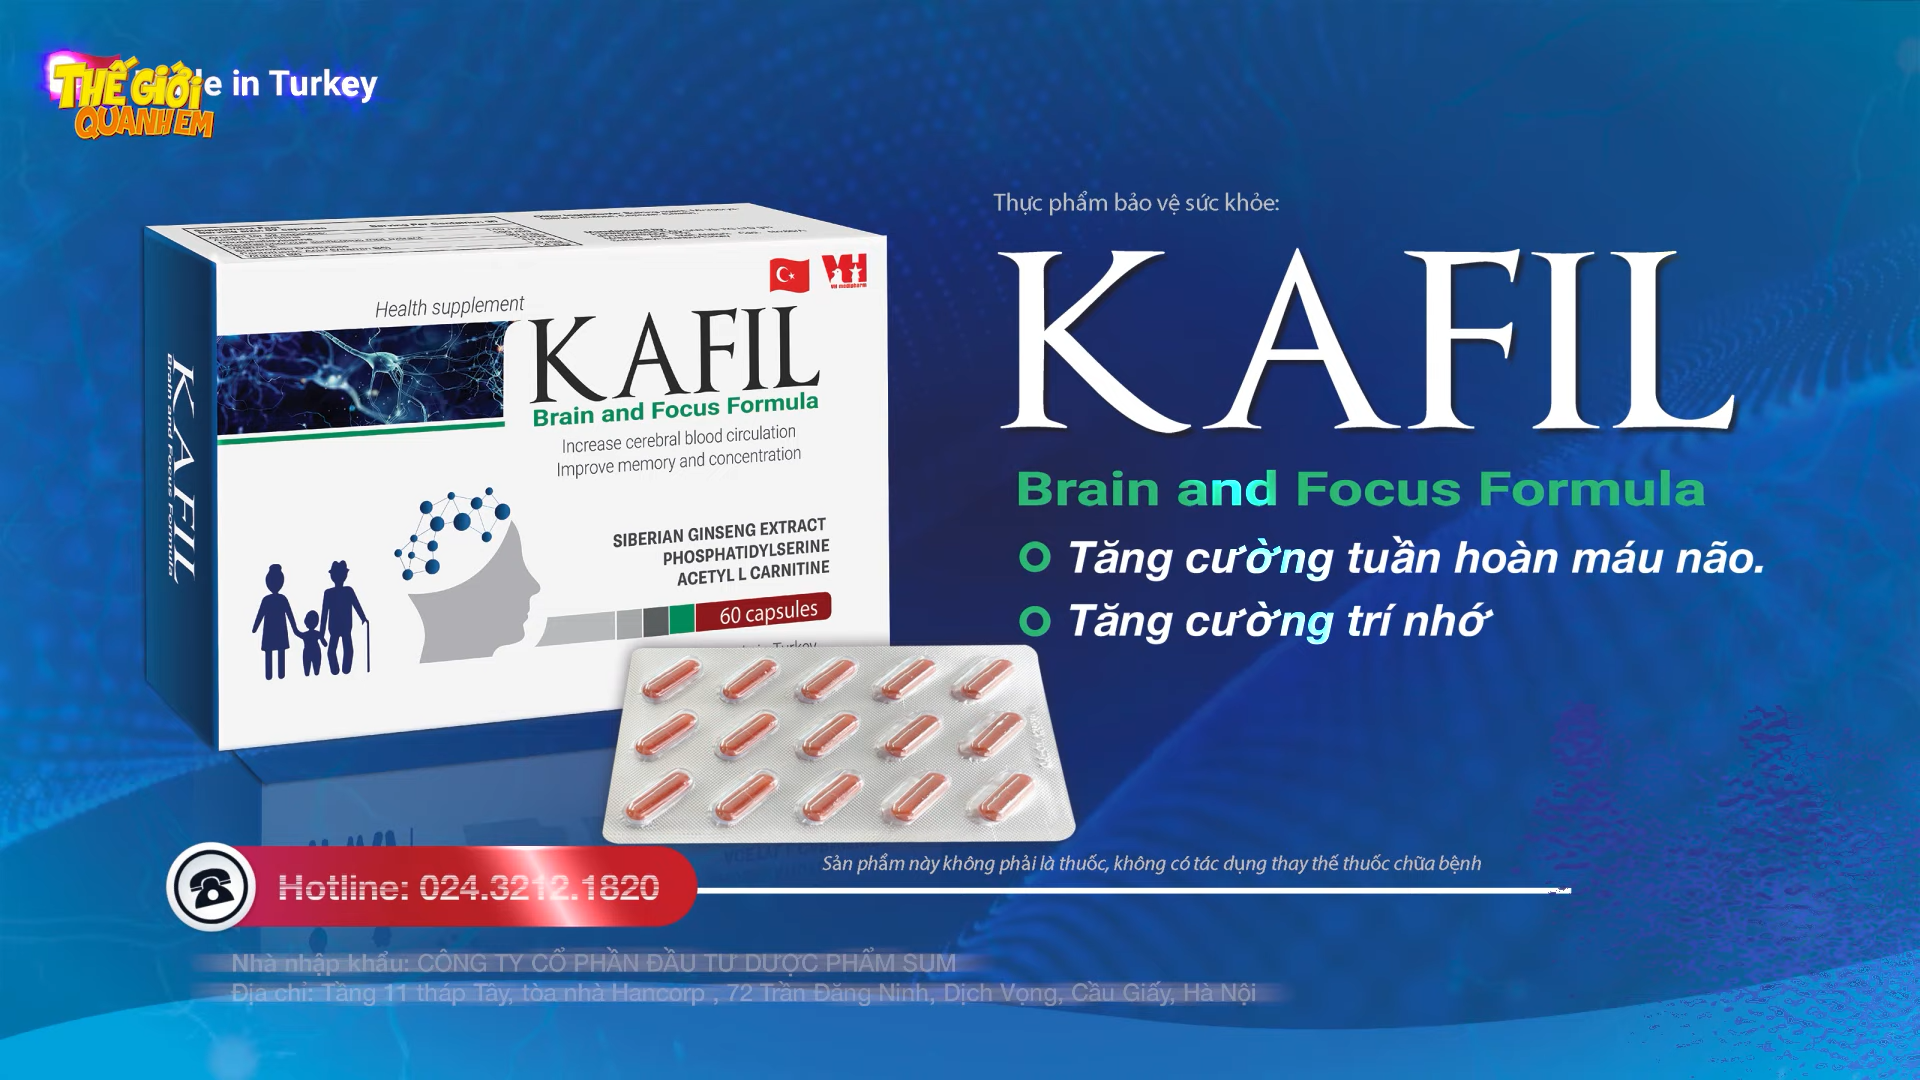 THẾ GIỚI
QUANH EM
in Turkey
Thực phẩm bảo vệ sức khỏe:
KAFIL
Brain and Focus Formula
Tăng cường tuần hoàn máu não.
Tăng cường trí nhớ
VH medipharm
Health supplement
KAFIL
Brain and Focus Formula
Increase cerebral blood circulation
Improve memory and concentration
SIBERIAN GINSENG EXTRACT
PHOSPHATIDYLSERINE
ACETYL L CARNITINE
60 capsules
KAFIL
Brain and Focus Formula
Sản phẩm này không phải là thuốc, không có tác dụng thay thế thuốc chữa bệnh
Hotline: 024.3212.1820
Nhà nhập khẩu: CÔNG TY CỔ PHẦN ĐẦU TƯ DƯỢC PHẨM SUM
Địa chỉ: Tầng 11 tháp Tây, tòa nhà Hancorp , 72 Trần Đăng Ninh, Dịch Vọng, Cầu Giấy, Hà Nội